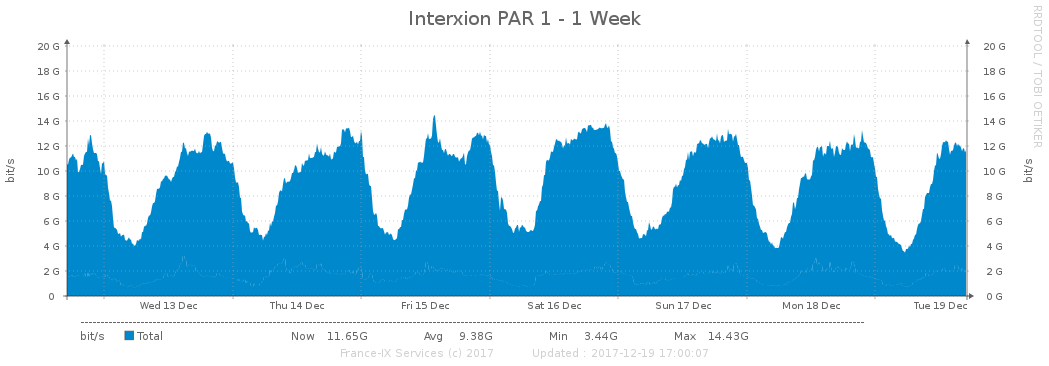 Interxion PAR 1 - 1 Week
RRDTOOL / TOBI OETIKER
bit/s
20 G 20 G
18 G 18 G
16 G 16 G
14 G 14 G
12 G 12 G
10 G 10 G
8 G 8 G
6 G 6 G
4 G 4 G
2 G 2 G
0 0 G
bit/s
Wed 13 Dec Thu 14 Dec Fri 15 Dec Sat 16 Dec Sun 17 Dec Mon 18 Dec Tue 19 Dec
bit/s Total Now 11.65G Avg 9.38G Min 3.44G Max 14.43G
France-IX Services (c) 2017 Updated : 2017-12-19 17:00:07